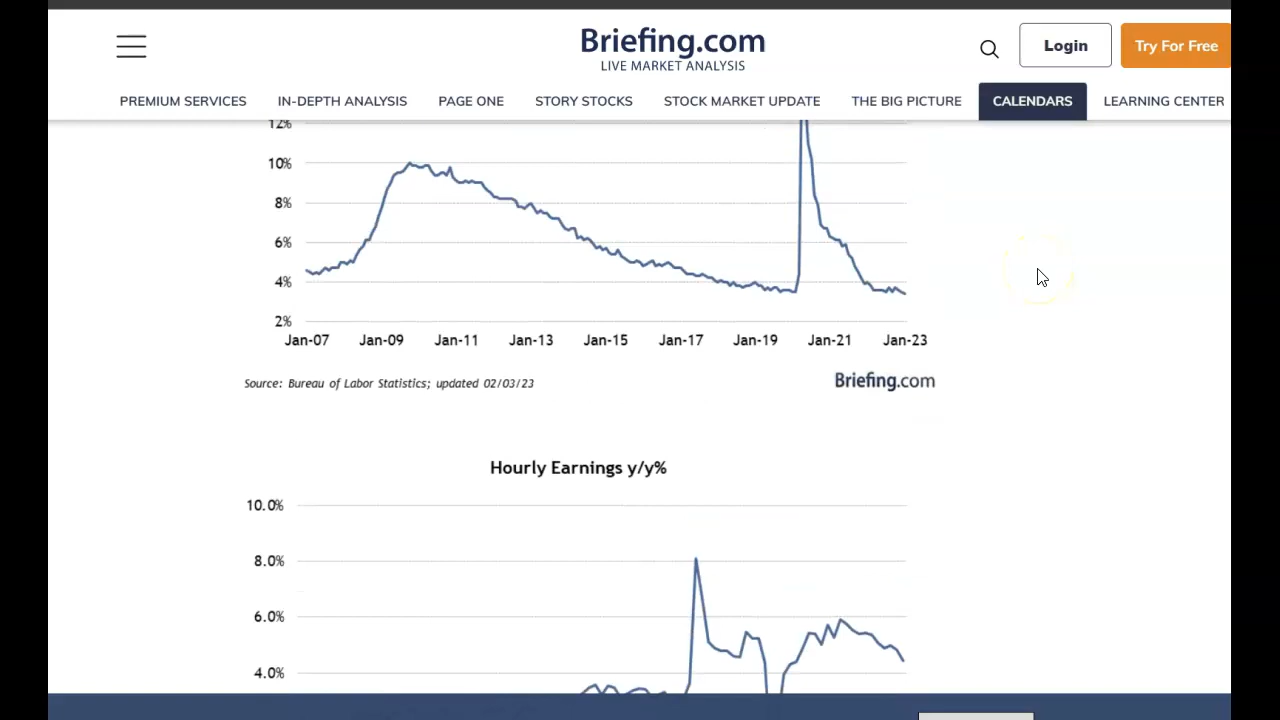 Briefing.com
LIVE MARKET ANALYSIS
Login
Try For Free
PREMIUM SERVICES
IN-DEPTH ANALYSIS
PAGE ONE
STORY STOCKS
STOCK MARKET UPDATE
THE BIG PICTURE
CALENDARS
LEARNING CENTER
12%
10%
8%
6%
4%
2%
Jan-07 Jan-09 Jan-11 Jan-13 Jan-15 Jan-17 Jan-19 Jan-21 Jan-23
Source: Bureau of Labor Statistics; updated 02/03/23
Briefing.com
Hourly Earnings y/y%
10.0%
8.0%
6.0%
4.0%